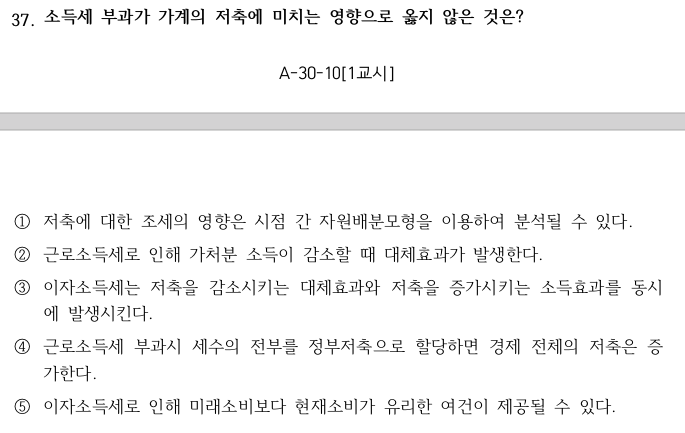 37. 소득세 부과가 가계의 저축에 미치는 영향으로 옳지 않은 것은?
A-30-10[1교시]
① 저축에 대한 조세의 영향은 시점 간 자원배분모형을 이용하여 분석될 수 있다.
② 근로소득세로 인해 가처분 소득이 감소할 때 대체효과가 발생한다.
③ 이자소득세는 저축을 감소시키는 대체효과와 저축을 증가시키는 소득효과를 동시
에 발생시킨다.
④ 근로소득세 부과시 세수의 전부를 정부저축으로 할당하면 경제 전체의 저축은 증
가한다.
⑤ 이자소득세로 인해 미래소비보다 현재소비가 유리한 여건이 제공될 수 있다.